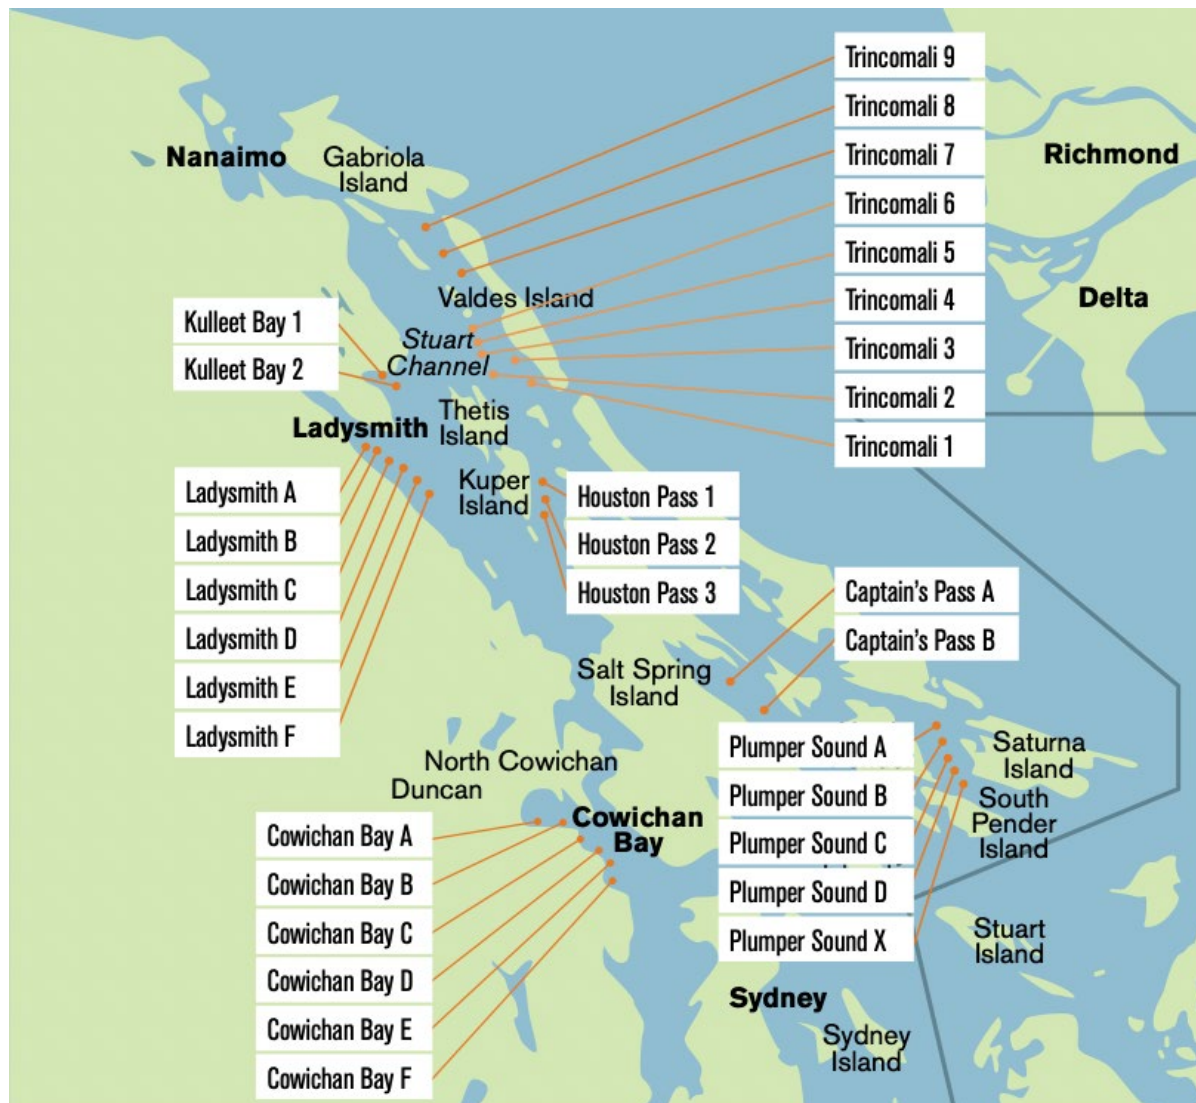 Trincomali 9
Trincomali 8
Trincomali 7
Trincomali 6
Trincomali 5
Trincomali 4
Trincomali 3
Trincomali 2
Trincomali 1
Nanaimo
Gabriola
Island
Richmond
Delta
Valdes Island
Stuart
Channel
Kulleet Bay 1
Kulleet Bay 2
Thetis
Island
Ladysmith
Kuper
Island
Ladysmith A
Ladysmith B
Ladysmith C
Ladysmith D
Ladysmith E
Ladysmith F
Houston Pass 1
Houston Pass 2
Houston Pass 3
Captain's Pass A
Captain's Pass B
Salt Spring
Island
North Cowichan
Duncan
Cowichan
Bay
Plumper Sound A
Plumper Sound B
Plumper Sound C
Plumper Sound D
Plumper Sound X
Saturna
Island
South
Pender
Island
Cowichan Bay A
Cowichan Bay B
Cowichan Bay C
Cowichan Bay D
Cowichan Bay E
Cowichan Bay F
Stuart
Island
Sydney
Sydney
Island